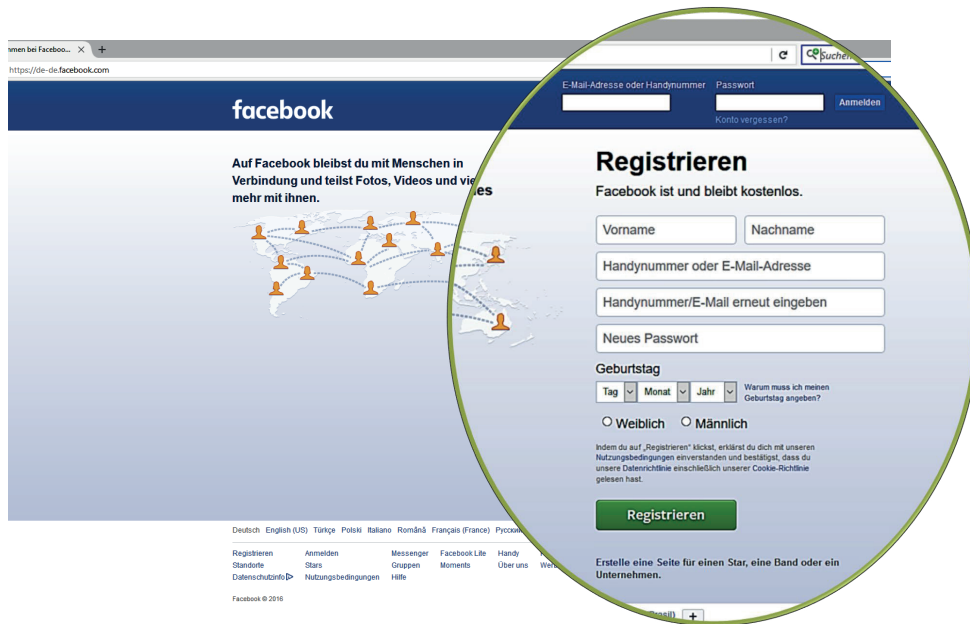 mmen bei Faceboo... × +
https://de-de.facebook.com
Suchen
facebook
E-Mail-Adresse oder Handynummer Passwort
Anmelden
Konto vergessen?
Auf Facebook bleibst du mit Menschen in
Verbindung und teilst Fotos, Videos und
mehr mit ihnen.
Registrieren
Facebook ist und bleibt kostenlos.
Vorname Nachname
Handynummer oder E-Mail-Adresse
Handynummer/E-Mail erneut eingeben
Neues Passwort
Geburtstag
Tag Monat Jahr
Warum muss ich meinen
Geburtstag angeben?
Weiblich Männlich
Indem du auf „Registrieren" klickst, erklärst du dich mit unseren
Nutzungsbedingungen einverstanden und bestätigst, dass du
unsere Datenrichtlinie einschließlich unserer Cookie-Richtlinie
gelesen hast.
Registrieren
Erstelle eine Seite für einen Star, eine Band oder ein
Unternehmen.
Deutsch English (US) Türkçe Polski Italiano Română Français (France)
+
Registrieren Anmelden Messenger Facebook Lite Handy
Standorte Stars Gruppen Moments Über uns
Datenschutzinfo Nutzungsbedingungen Hilfe
Facebook © 2016